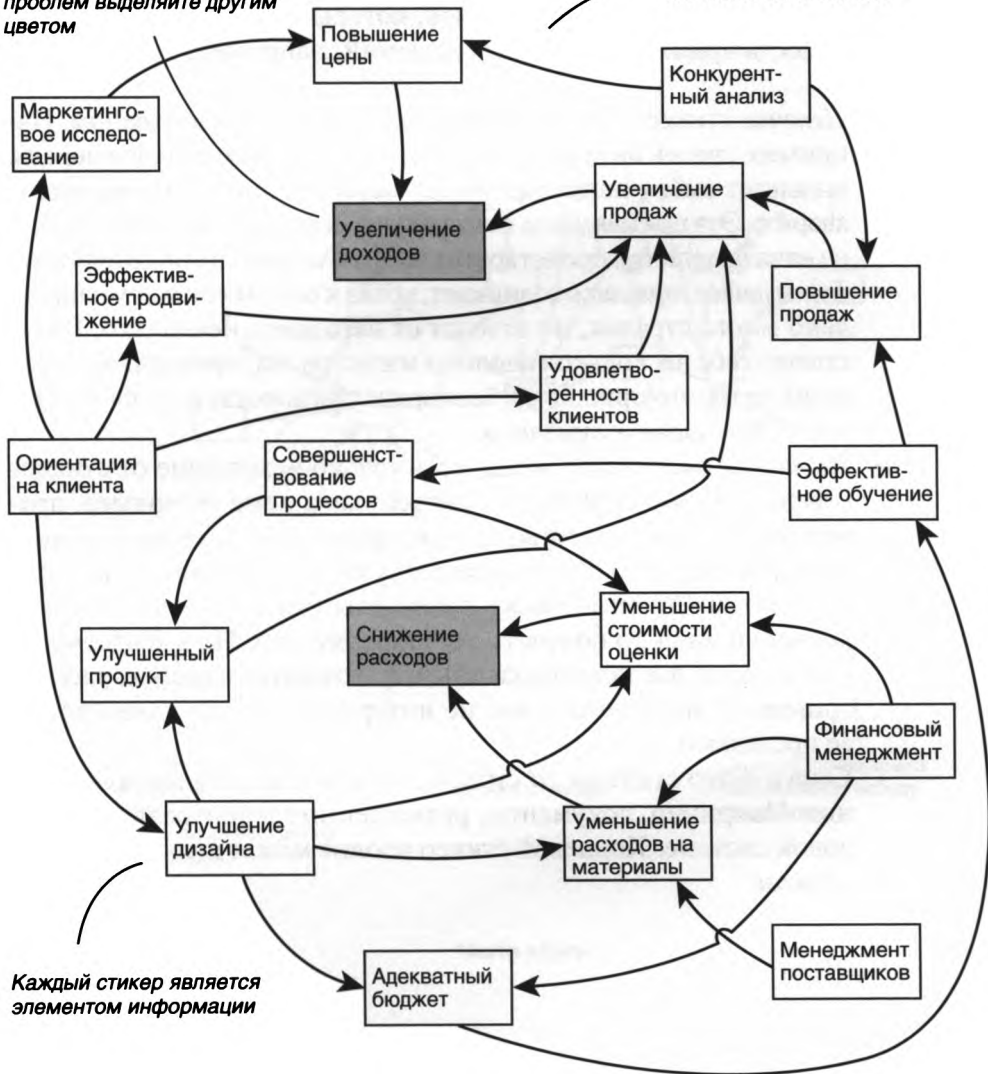 проблем выделяйте другим
цветом
Повышение
цены
Конкурент-
ный анализ
Маркетинго-
вое исследо-
вание
Увеличение
продаж
Увеличение
доходов
Эффектив-
ное продви-
жение
Повышение
продаж
Удовлетво-
ренность
клиентов
Ориентация
на клиента
Совершенст-
вование
процессов
Эффектив-
ное обучение
Улучшенный
продукт
Снижение
расходов
Уменьшение
стоимости
оценки
Финансовый
менеджмент
Улучшение
дизайна
Уменьшение
расходов на
материалы
Менеджмент
поставщиков
Адекватный
бюджет
Каждый стикер является
элементом информации